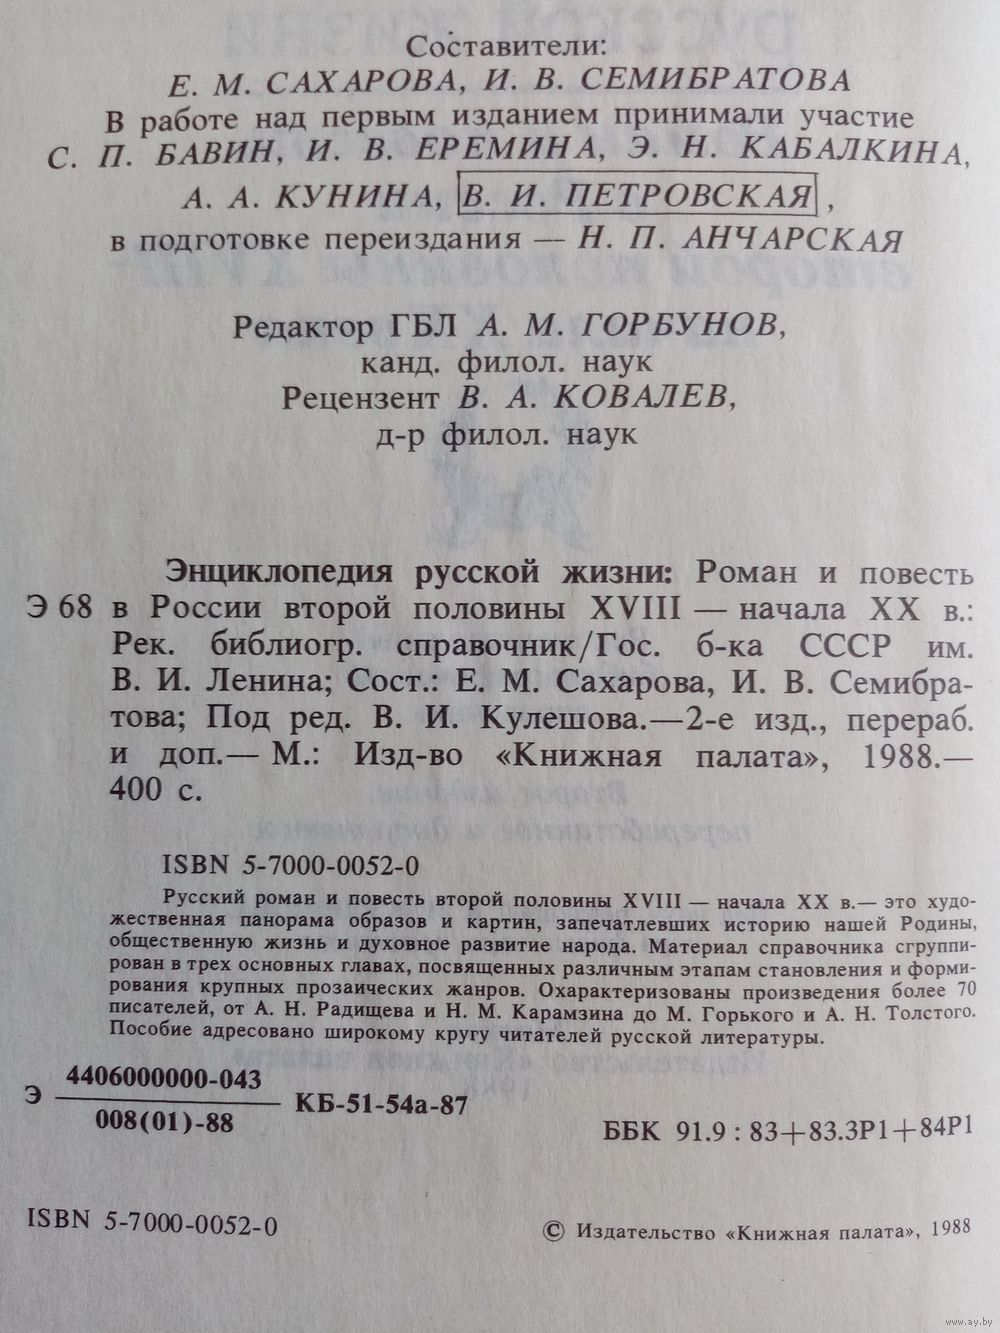 Составители:
Е. М. САХАРОВА, И. В. СЕМИБРАТОВА
В работе над первым изданием принимали участие
С. П. БАВИН, И. В. ЕРЕМИНА, Э. Н. КАБАЛКИНА,
А. А. КУНИНА, В. И. ПЕТРОВСКАЯ,
в подготовке переиздания — Н. П. АНЧАРСКАЯ
Редактор ГБЛ А. М. ГОРБУНОВ,
канд. филол. наук
Рецензент В. А. КОВАЛЕВ,
д-р филол. наук
Энциклопедия русской жизни: Роман и повесть
Э 68 в России второй половины XVIII — начала XX в.:
Рек. библиогр. справочник/Гос. б-ка СССР им.
В. И. Ленина; Сост.: Е. М. Сахарова, И. В. Семибра-
това; Под ред. В. И. Кулешова.—2-е изд., перераб.
и доп.— М.: Изд-во «Книжная палата», 1988.—
400 с.
ISBN 5-7000-0052-0
Русский роман и повесть второй половины XVIII — начала XX в.— это худо-
жественная панорама образов и картин, запечатлевших историю нашей Родины,
общественную жизнь и духовное развитие народа. Материал справочника сгруппи-
рован в трех основных главах, посвященных различным этапам становления и форми-
рования крупных прозаических жанров. Охарактеризованы произведения более 70
писателей, от А. Н. Радищева и Н. М. Карамзина до М. Горького и А. Н. Толстого.
Пособие адресовано широкому кругу читателей русской литературы.
Э 4406000000-043
008(01)-88 КБ-51-54а-87
ББК 91.9 : 83+83.3Р1+84Р1
ISBN 5-7000-0052-0
© Издательство «Книжная палата», 1988
www.ay.by